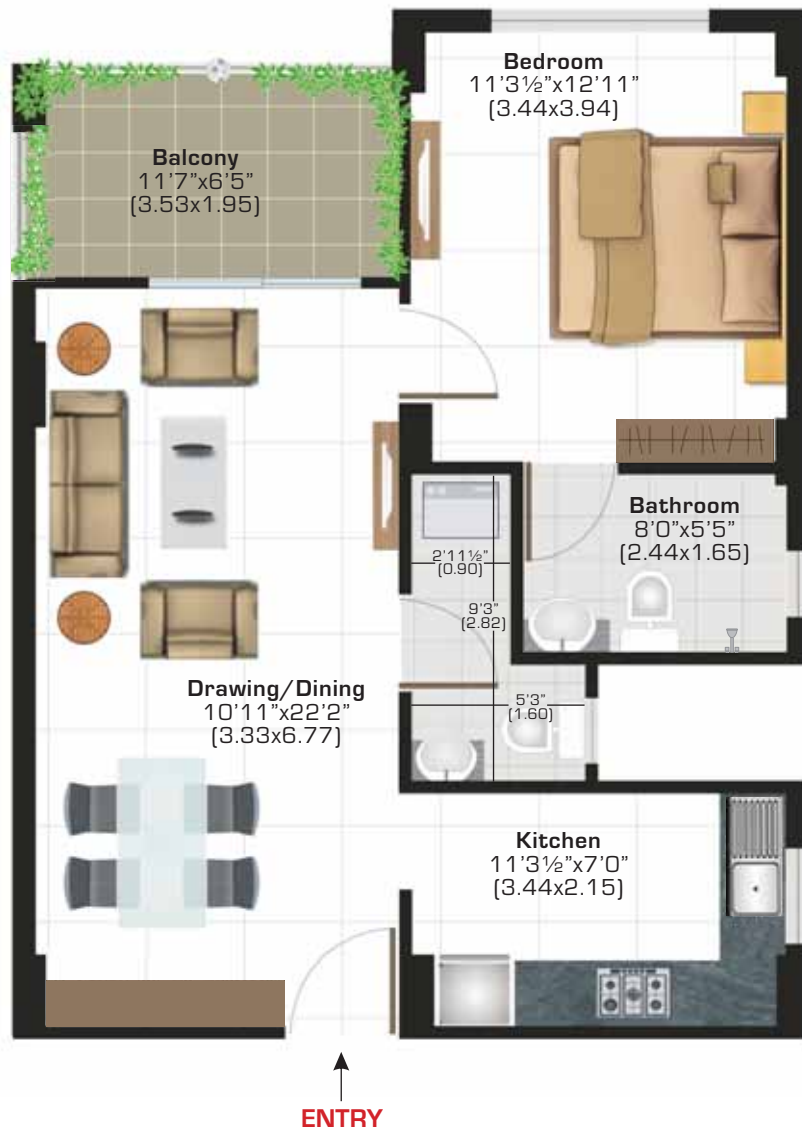 Bedroom
11'3½"x12'11"
(3.44x3.94)
Balcony
11'7"x6'5"
(3.53x1.95)
Bathroom
8'0"x5'5"
(2.44x1.65)
2'11½"
(0.90)
9'3"
(2.82)
5'3"
(1.60)
Drawing/Dining
10'11"x22'2"
(3.33x6.77)
Kitchen
11'3½"x7'0"
(3.44x2.15)
ENTRY